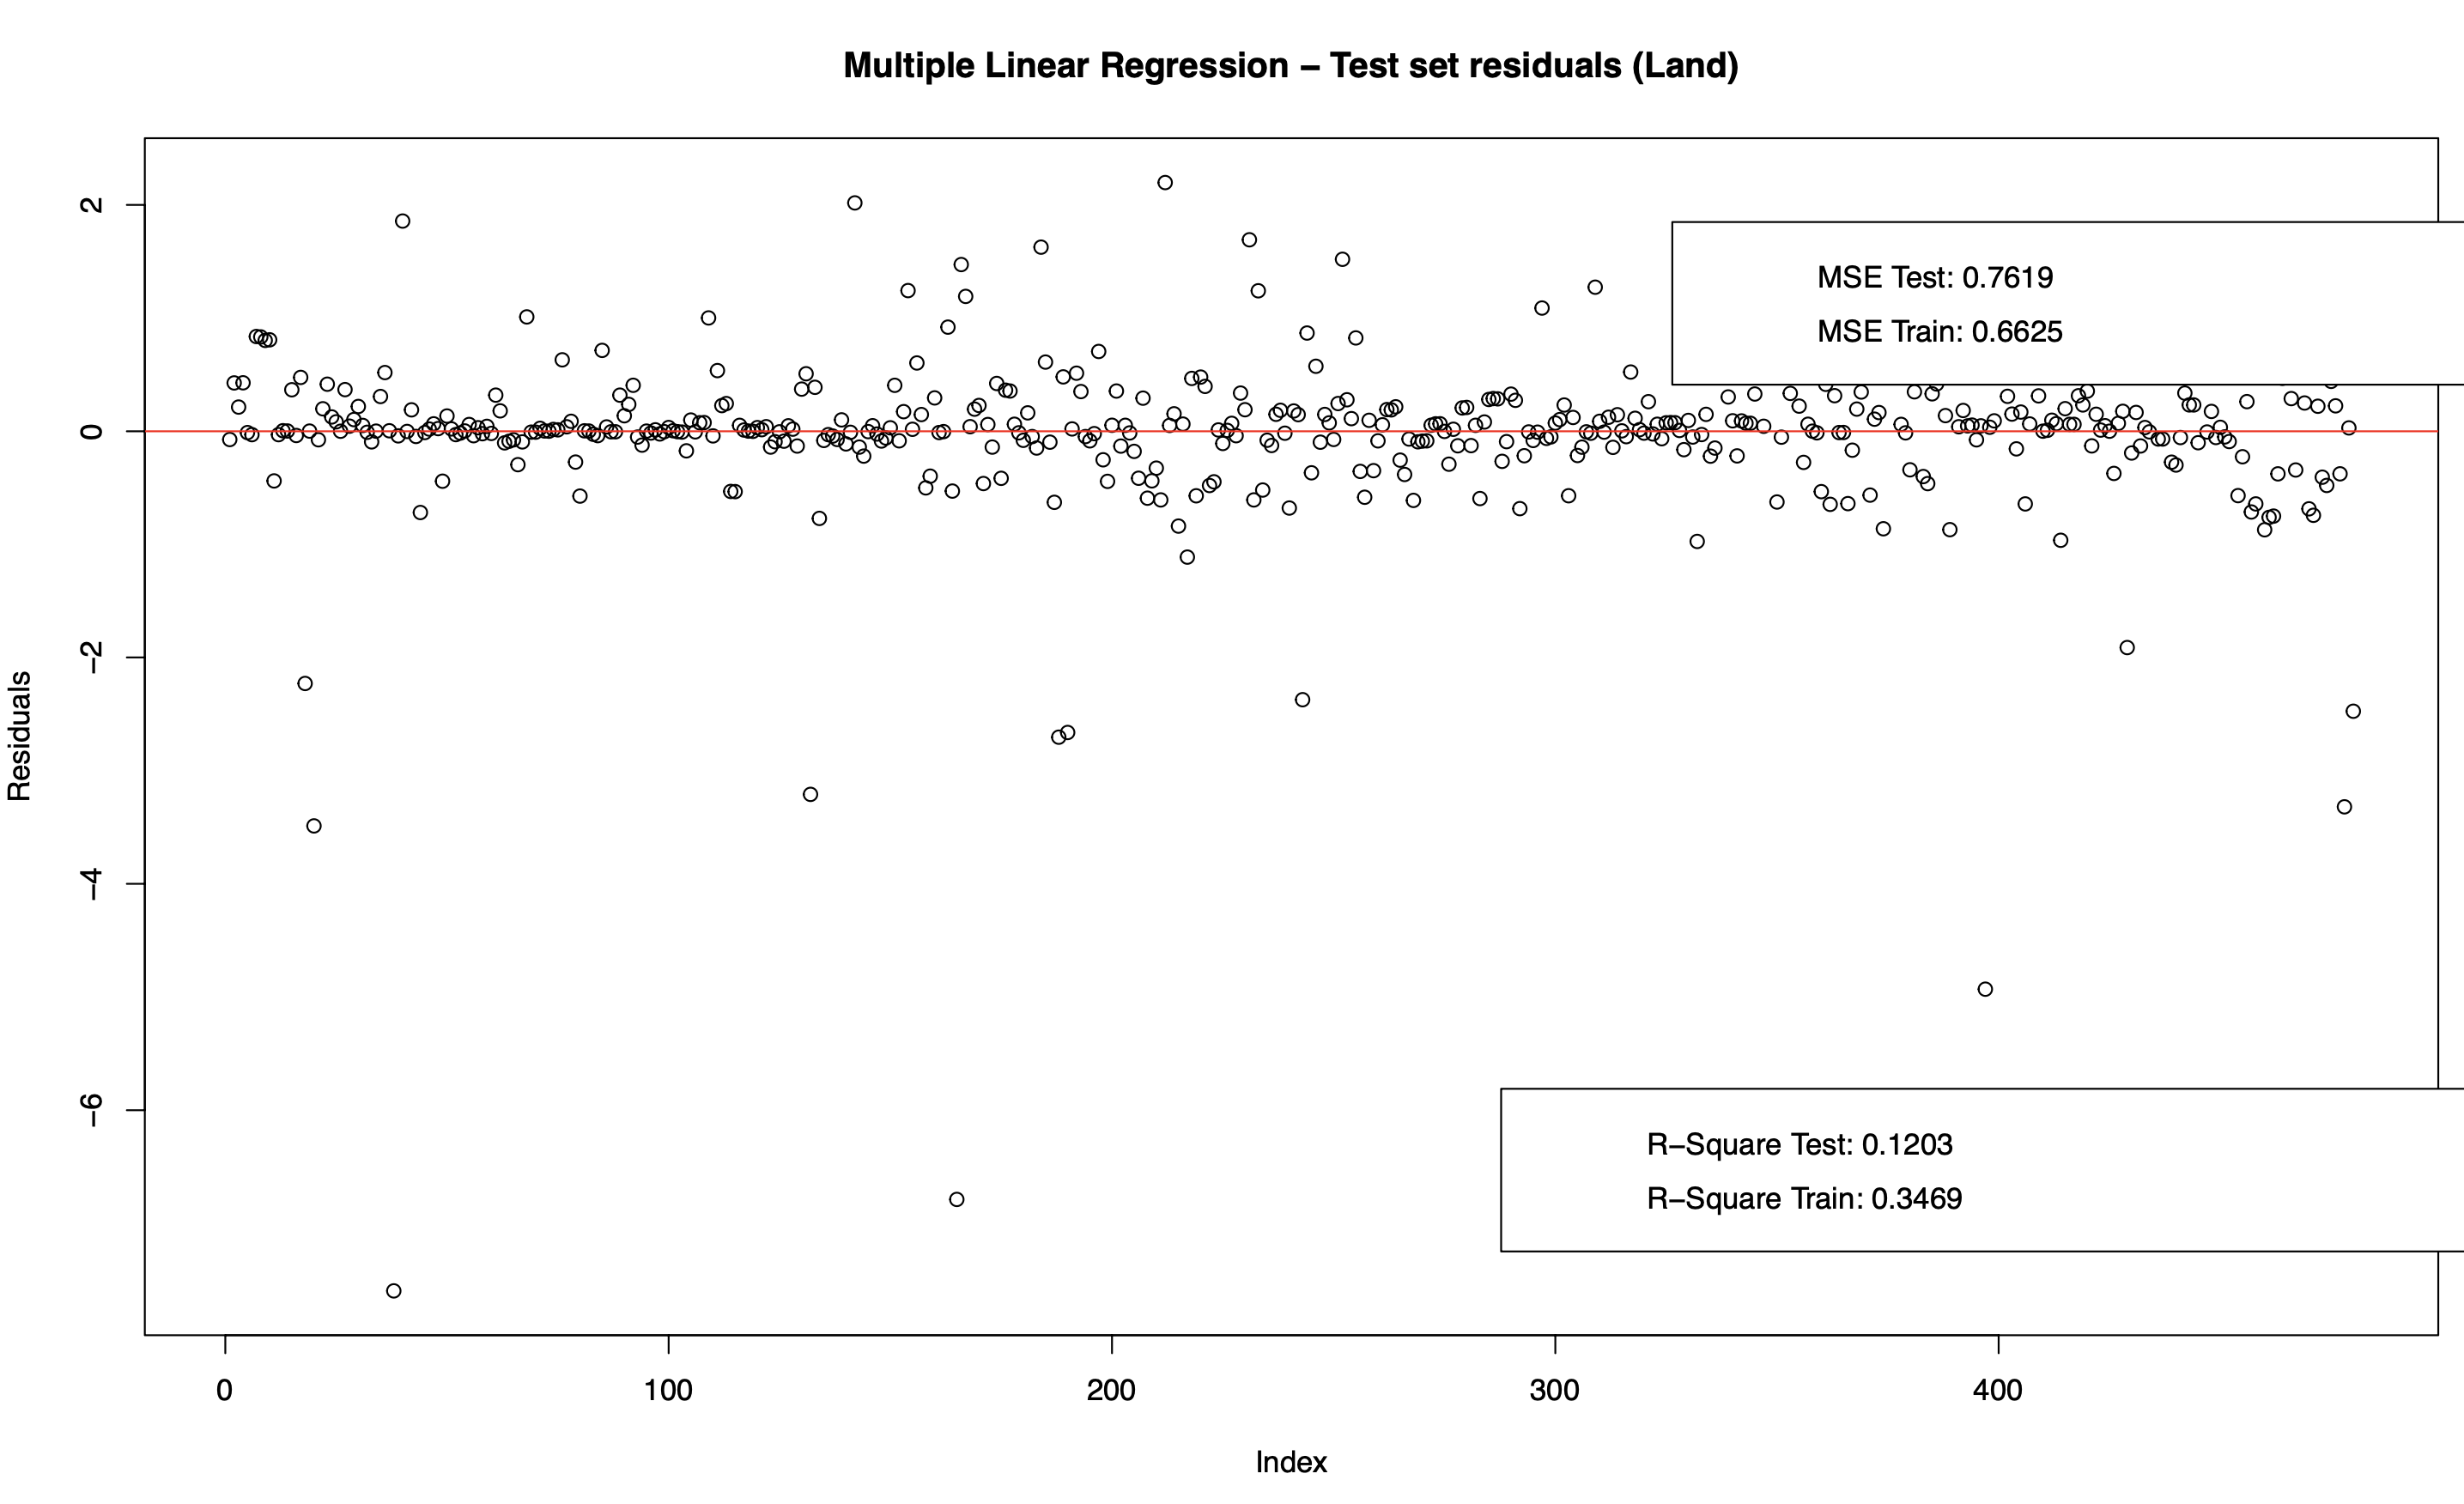 Multiple Linear Regression – Test set residuals (Land)
2
0
−2
−4
−6
Residuals
MSE Test: 0.7619
MSE Train: 0.6625
R−Square Test: 0.1203
R−Square Train: 0.3469
0 100 200 300 400
Index